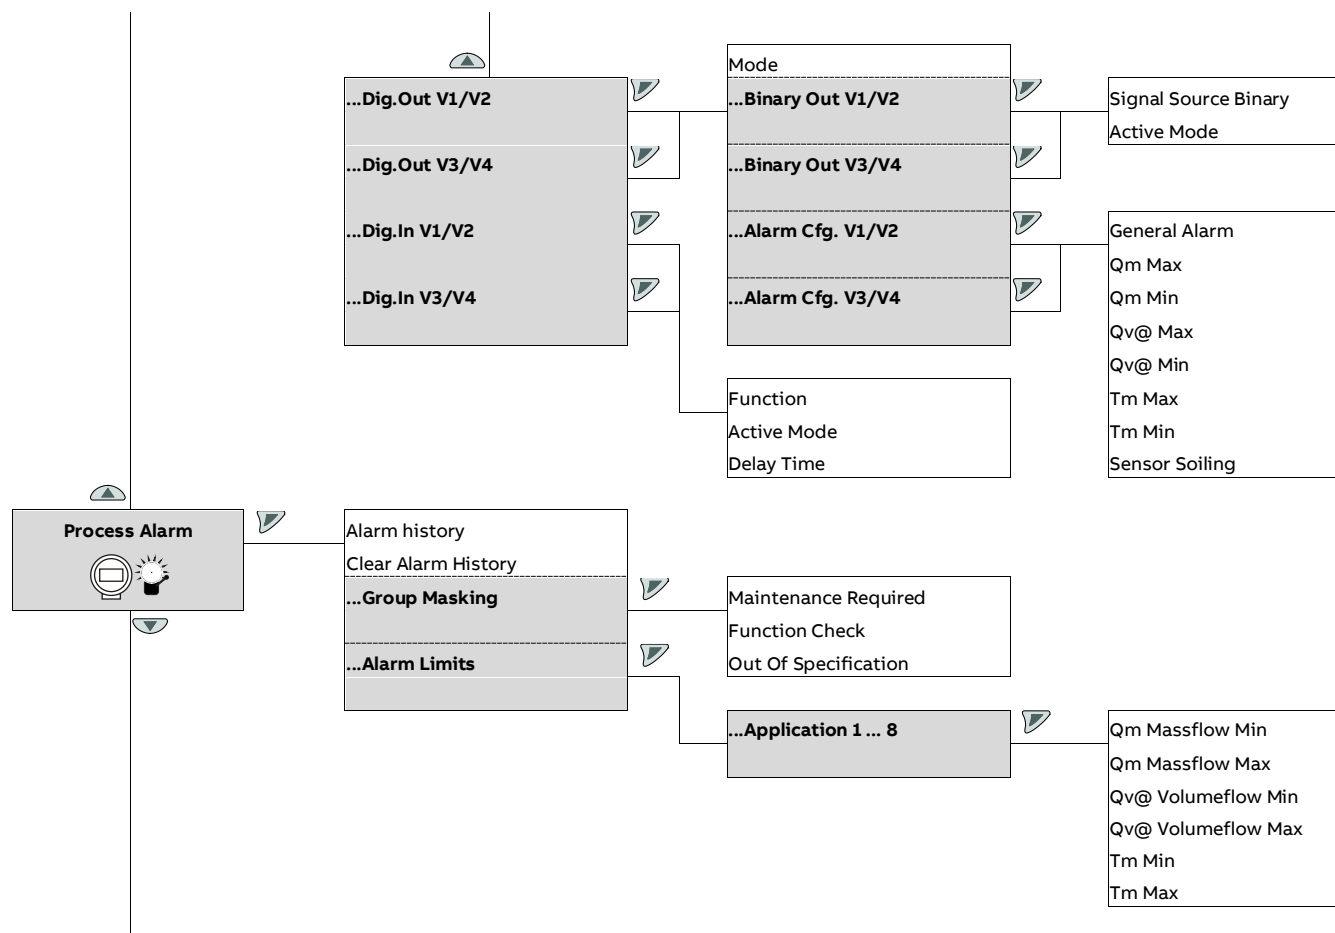 ...Dig.Out V1/V2
...Dig.Out V3/V4
...Dig.In V1/V2
...Dig.In V3/V4
Mode
...Binary Out V1/V2
...Binary Out V3/V4
...Alarm Cfg. V1/V2
...Alarm Cfg. V3/V4
Signal Source Binary
Active Mode
General Alarm
Qm Max
Qm Min
Qv@ Max
Qv@ Min
Tm Max
Tm Min
Sensor Soiling
Function
Active Mode
Delay Time
Process Alarm
Alarm history
Clear Alarm History
...Group Masking
...Alarm Limits
Maintenance Required
Function Check
Out Of Specification
...Application 1 ... 8
Qm Massflow Min
Qm Massflow Max
Qv@ Volumeflow Min
Qv@ Volumeflow Max
Tm Min
Tm Max